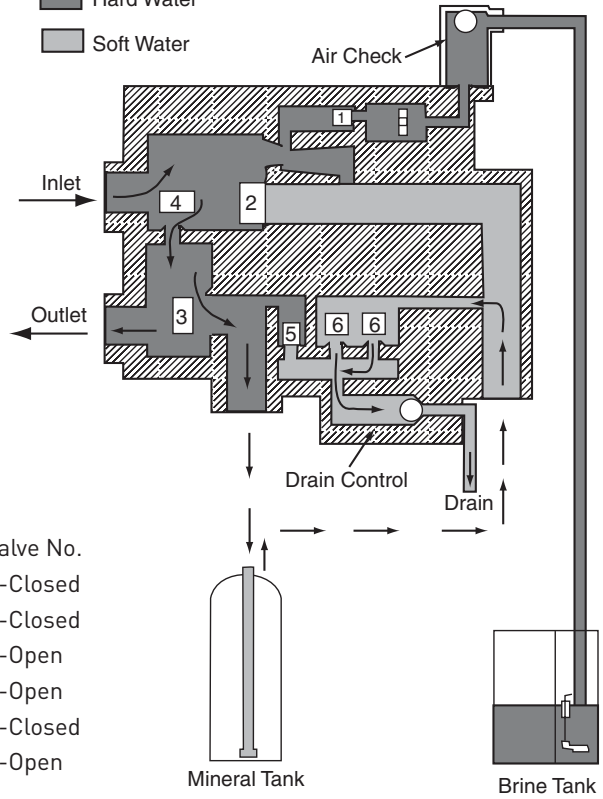 Hard Water
Soft Water
Air Check
1
Inlet
4
2
Outlet
3
5
6
6
Drain Control
Drain
alve No.
-Closed
-Closed
-Open
-Open
-Closed
-Open
Mineral Tank
Brine Tank